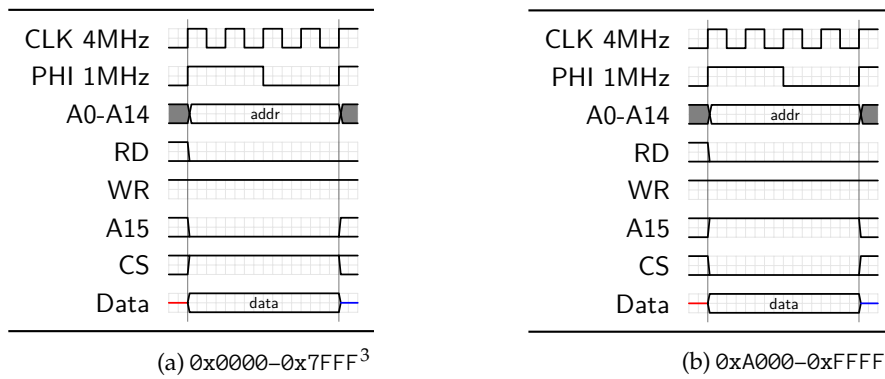 CLK 4MHz
PHI 1MHz
A0-A14
addr
RD
WR
A15
CS
Data
data
(a) 0x0000–0x7FFF³
CLK 4MHz
PHI 1MHz
A0-A14
addr
RD
WR
A15
CS
Data
data
(b) 0xA000–0xFFFF